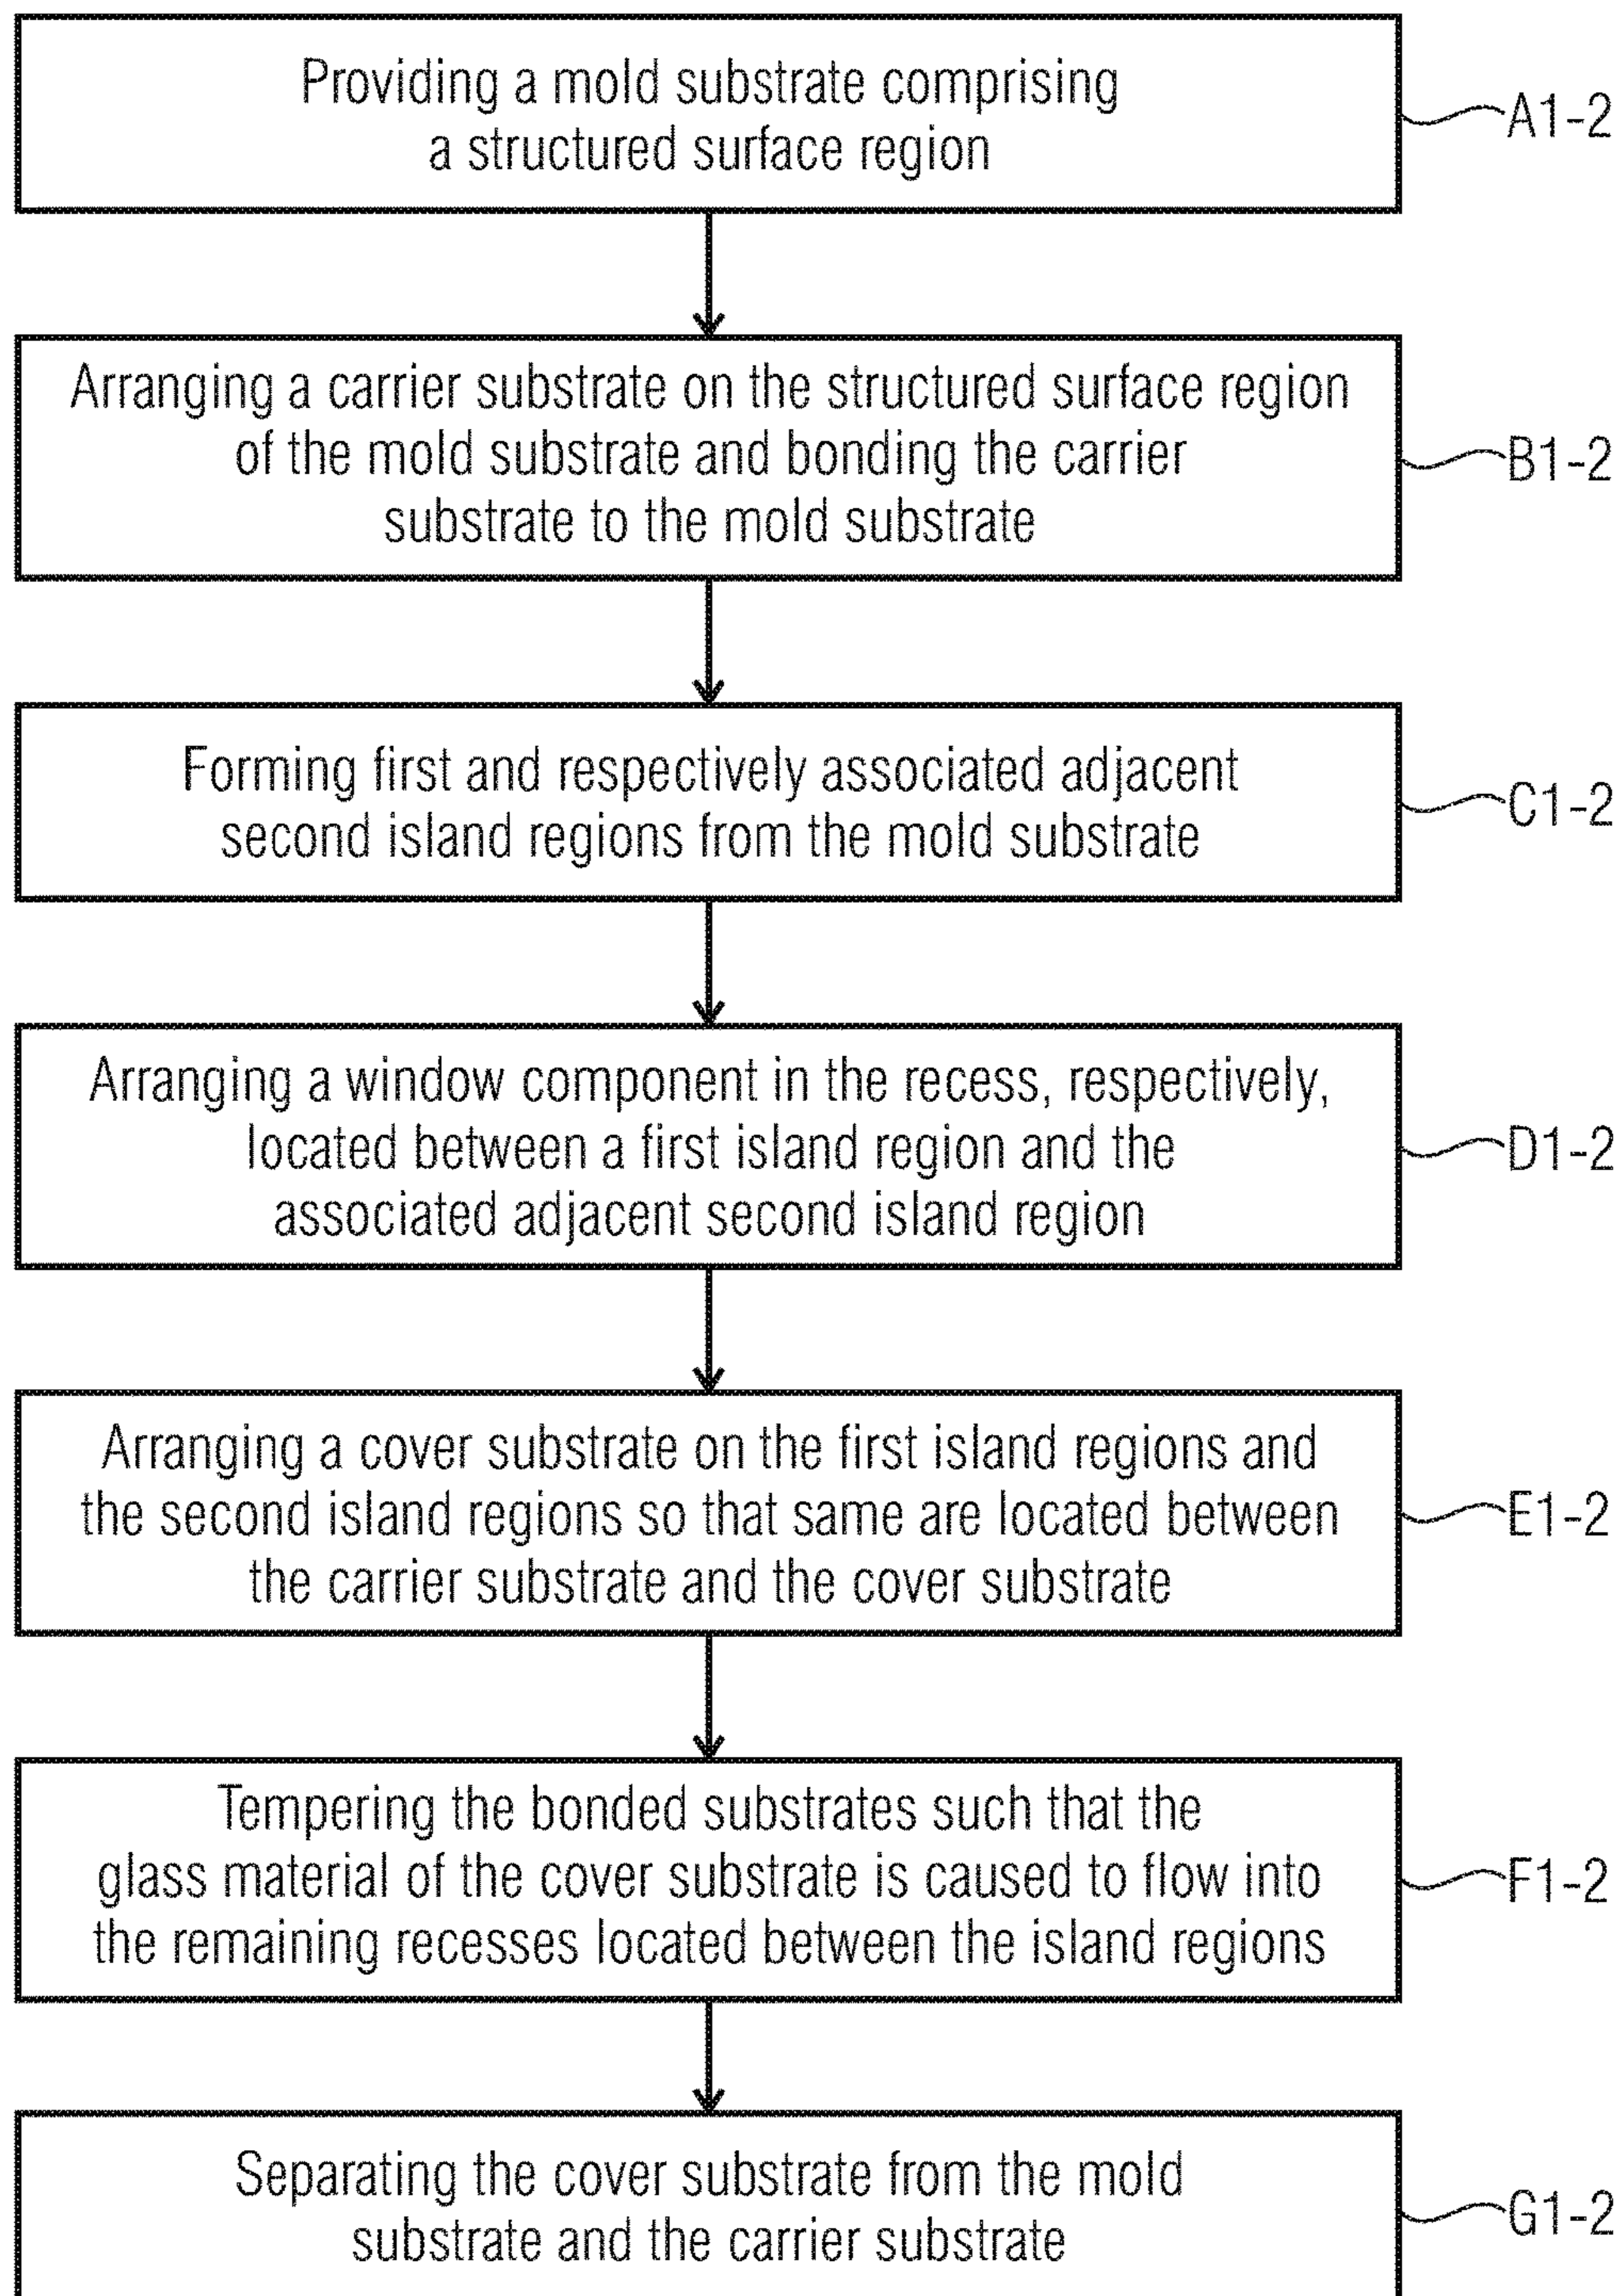 Providing a mold substrate comprising
a structured surface region
A1-2
Arranging a carrier substrate on the structured surface region
of the mold substrate and bonding the carrier
substrate to the mold substrate
B1-2
Forming first and respectively associated adjacent
second island regions from the mold substrate
C1-2
Arranging a window component in the recess, respectively,
located between a first island region and the
associated adjacent second island region
D1-2
Arranging a cover substrate on the first island regions and
the second island regions so that same are located between
the carrier substrate and the cover substrate
E1-2
Tempering the bonded substrates such that the
glass material of the cover substrate is caused to flow into
the remaining recesses located between the island regions
F1-2
Separating the cover substrate from the mold
substrate and the carrier substrate
G1-2